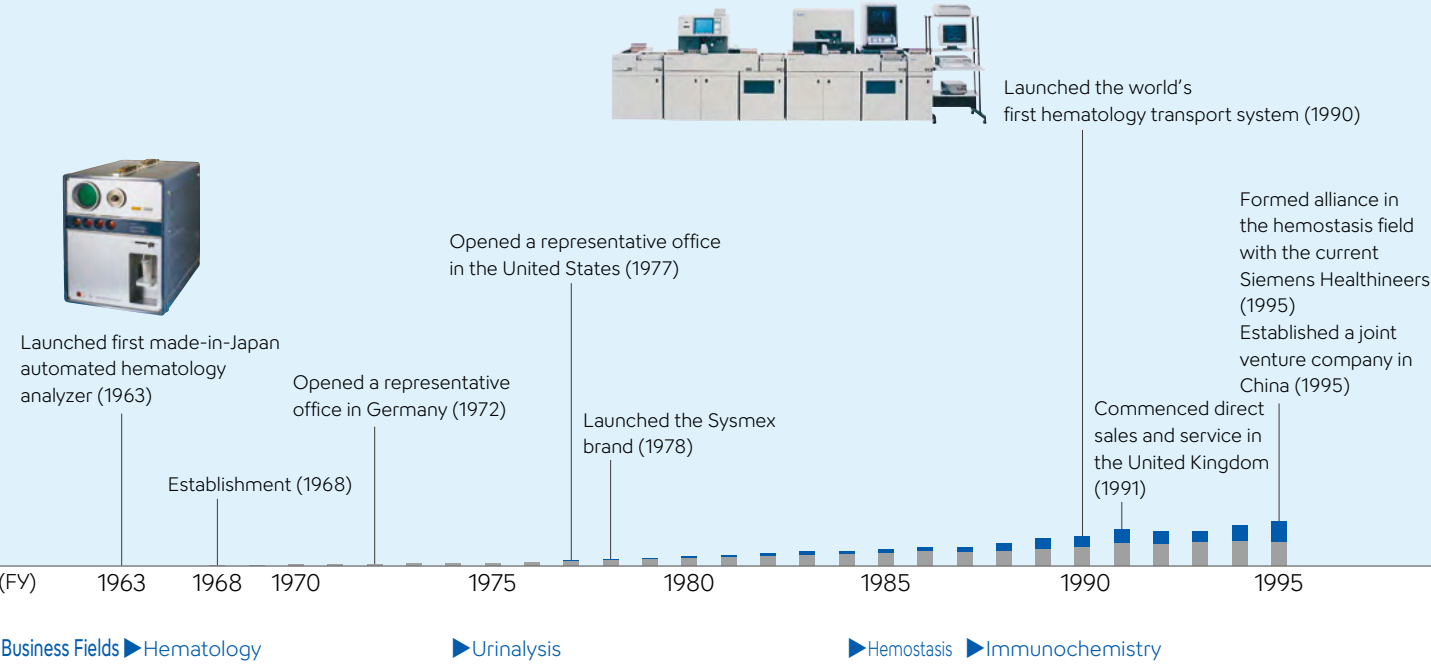 Launched the world's
first hematology transport system (1990)
Formed alliance in
the hemostasis field
with the current
Siemens Healthineers
(1995)
Established a joint
venture company in
China (1995)
Opened a representative office
in the United States (1977)
Launched first made-in-Japan
automated hematology
analyzer (1963)
Opened a representative
office in Germany (1972)
Launched the Sysmex
brand (1978)
Commenced direct
sales and service in
the United Kingdom
(1991)
Establishment (1968)
(FY) 1963 1968 1970 1975 1980 1985 1990 1995
Business Fields ▶Hematology ▶Urinalysis ▶Hemostasis ▶Immunochemistry